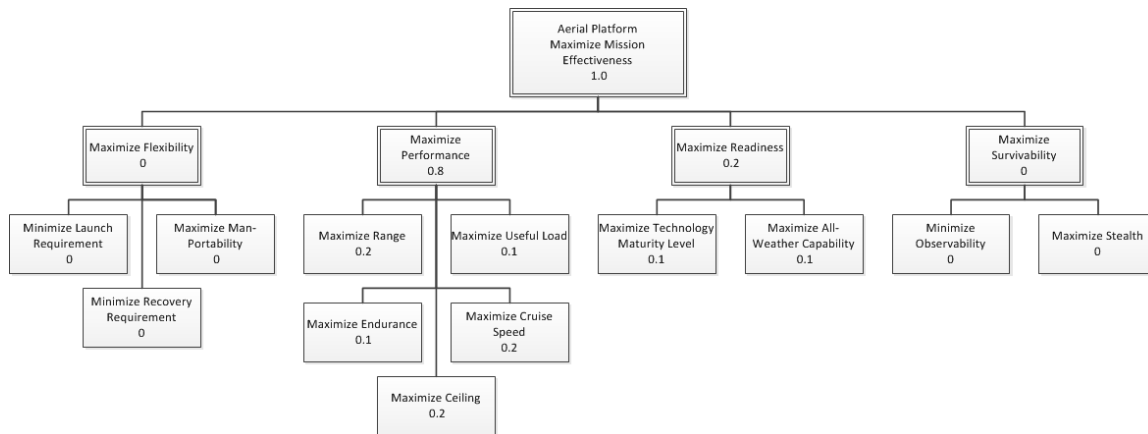 Aerial Platform
Maximize Mission
Effectiveness
1.0
Maximize Flexibility
0
Maximize
Performance
0.8
Maximize Readiness
0.2
Maximize
Survivability
0
Minimize Launch
Requirement
0
Maximize Man-
Portability
0
Minimize Recovery
Requirement
0
Maximize Range
0.2
Maximize Useful Load
0.1
Maximize Endurance
0.1
Maximize Cruise
Speed
0.2
Maximize Ceiling
0.2
Maximize Technology
Maturity Level
0.1
Maximize All-
Weather Capability
0.1
Minimize
Observability
0
Maximize Stealth
0